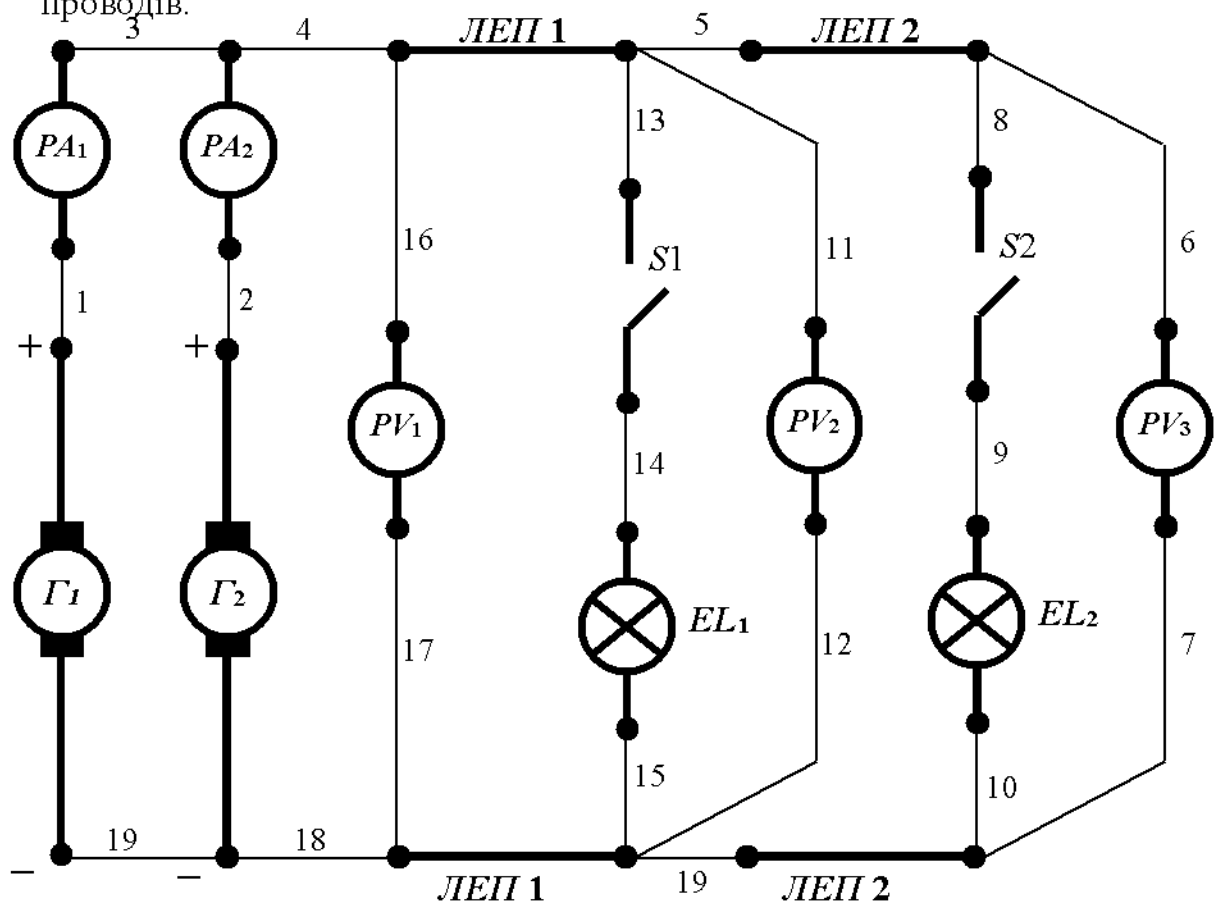 проводів.
3 4 ЛЕП 1 5 ЛЕП 2
13 8
PA1 PA2
16 S1 11 S2 6
1 2
+ +
PV1 PV2 PV3
14 9
Г1 Г2 EL1 EL2
17 12 7
15 10
19 18
– – ЛЕП 1 19 ЛЕП 2